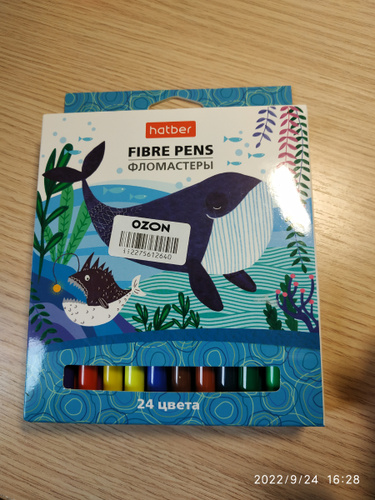 hatber
FIBRE PENS
ФЛОМАСТЕРЫ
OZON
112275612640
24 цвета
2022/9/24 16:28